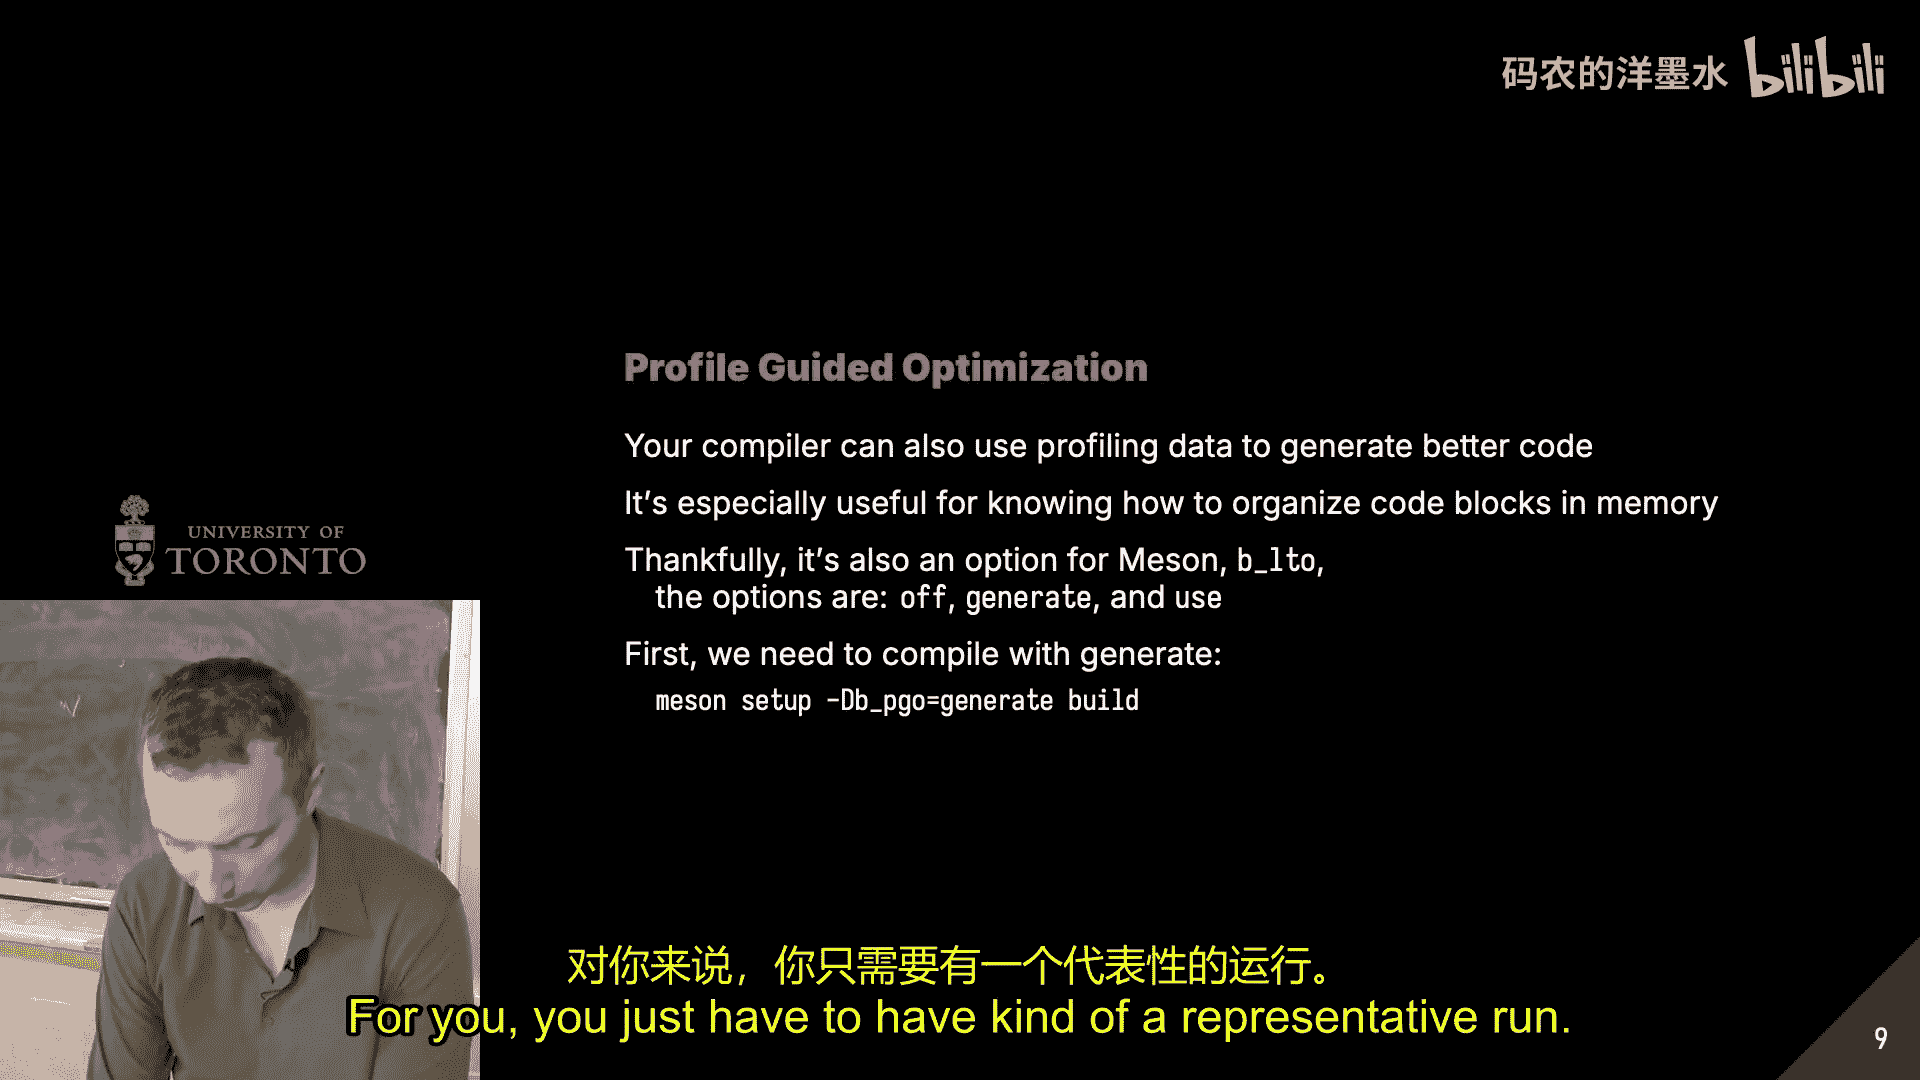 码农的洋墨水 bilibili
Profile Guided Optimization
Your compiler can also use profiling data to generate better code
It's especially useful for knowing how to organize code blocks in memory
Thankfully, it's also an option for Meson, b_lto,
the options are: off, generate, and use
First, we need to compile with generate:
meson setup -Db_pgo=generate build
UNIVERSITY OF
TORONTO
对你来说，你只需要有一个代表性的运行。
For you, you just have to have kind of a representative run.
9